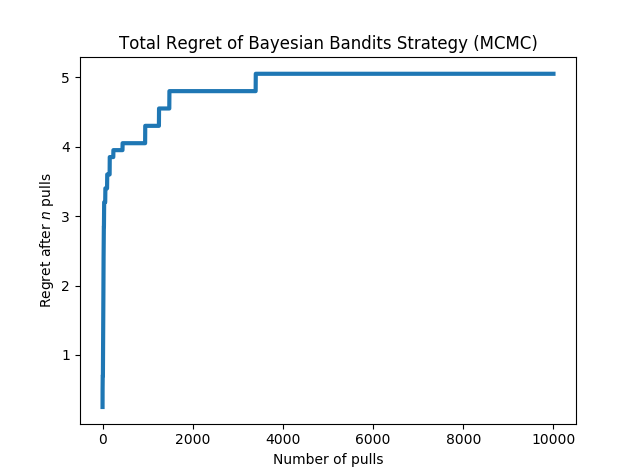 Total Regret of Bayesian Bandits Strategy (MCMC)
5
4
3
2
1
Regret after n pulls
0 2000 4000 6000 8000 10000
Number of pulls